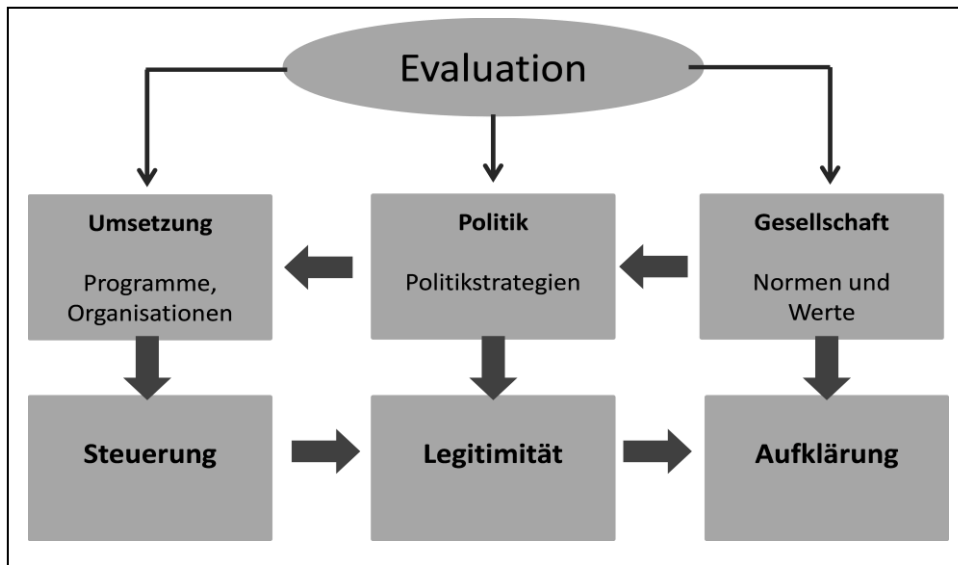 Evaluation
Umsetzung
Programme,
Organisationen
Politik
Politikstrategien
Gesellschaft
Normen und
Werte
Steuerung
Legitimität
Aufklärung